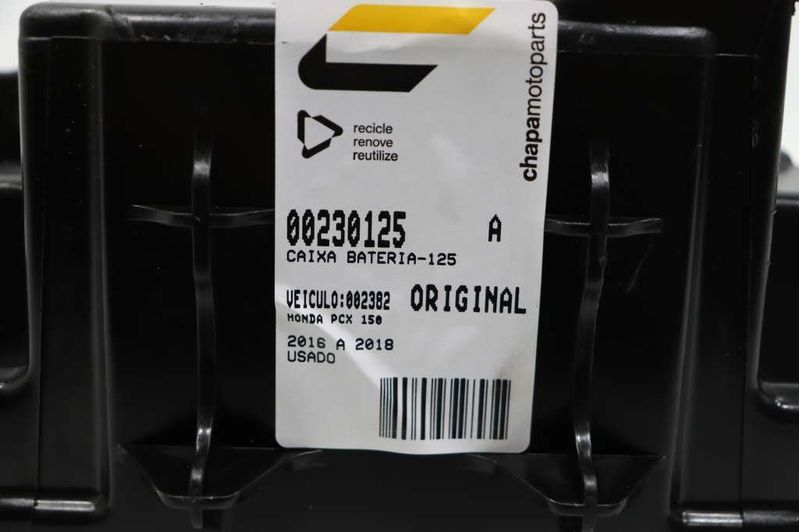 chapamotoparts
recicle
renove
reutilize
00230125 A
CAIXA BATERIA-125
VEICULO:002382 ORIGINAL
HONDA PCX 150
2016 A 2018
USADO